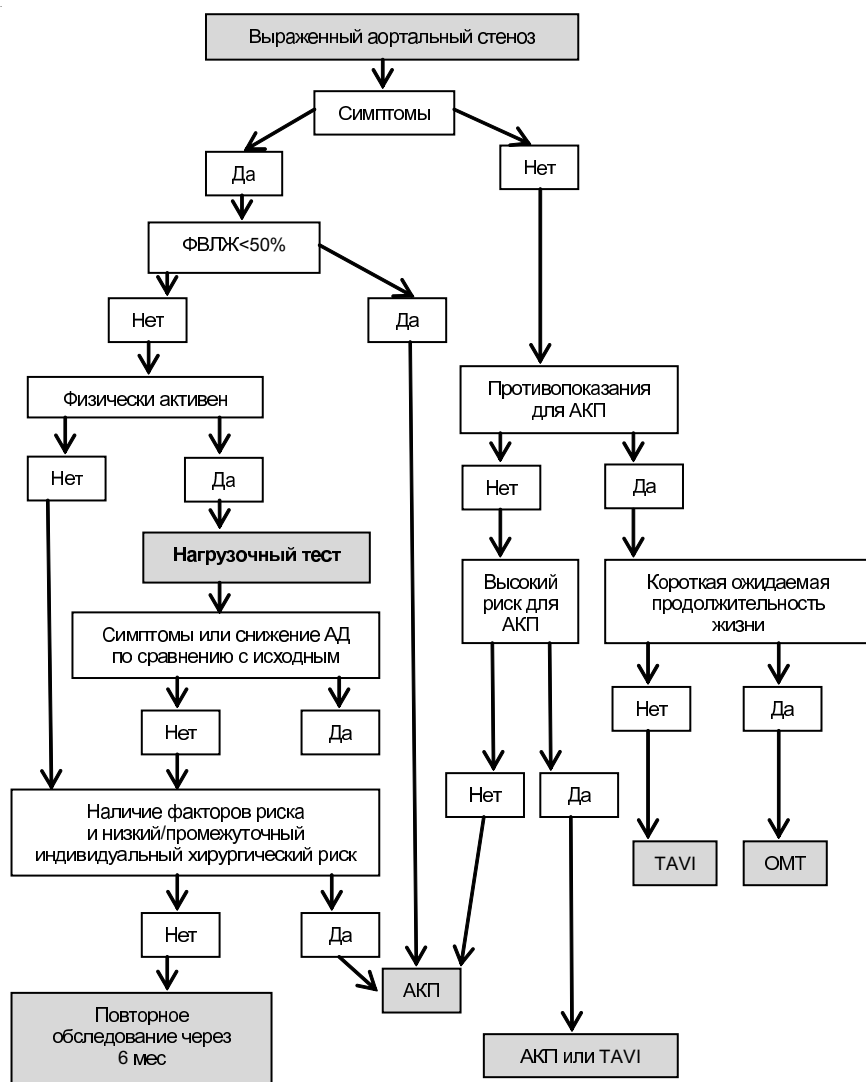 Выраженный аортальный стеноз
Симптомы
Да
Нет
ФВЛЖ<50%
Нет
Да
Физически активен
Противопоказания
для АКП
Нет
Да
Нет
Да
Нагрузочный тест
Высокий
риск для
АКП
Короткая ожидаемая
продолжительность
жизни
Симптомы или снижение АД
по сравнению с исходным
Нет
Да
Нет
Да
Нет
Да
Наличие факторов риска
и низкий/промежуточный
индивидуальный хирургический риск
TAVI
ОМТ
Нет
Да
АКП
Повторное
обследование через
6 мес
АКП или TAVI